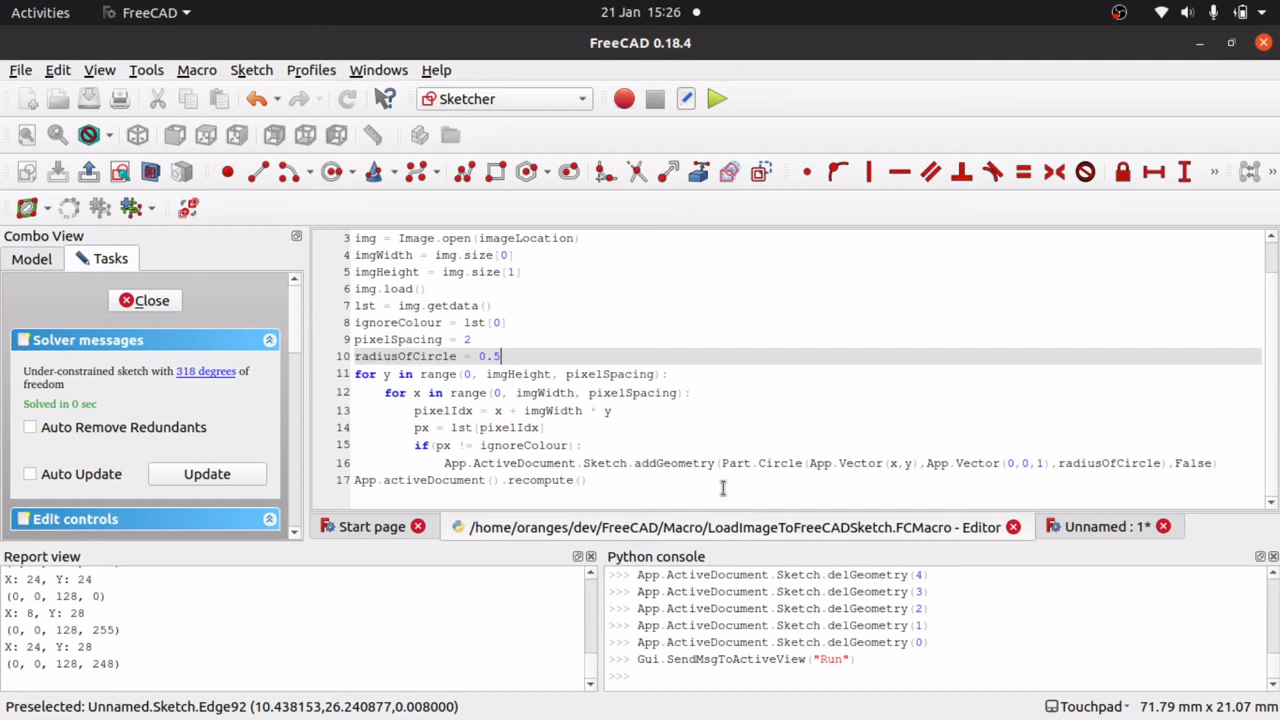 Activities FreeCAD 21 Jan 15:26
FreeCAD 0.18.4
File Edit View Tools Macro Sketch Profiles Windows Help
Sketcher
Combo View
Model Tasks
Close
Solver messages
Under-constrained sketch with 318 degrees of
freedom
Solved in 0 sec
Auto Remove Redundants
Auto Update Update
Edit controls
3 img = Image.open(imageLocation)
4 imgWidth = img.size[0]
5 imgHeight = img.size[1]
6 img.load()
7 lst = img.getdata()
8 ignoreColour = lst[0]
9 pixelSpacing = 2
10 radiusOfCircle = 0.5
11 for y in range(0, imgHeight, pixelSpacing):
12 for x in range(0, imgWidth, pixelSpacing):
13 pixelIdx = x + imgWidth * y
14 px = lst[pixelIdx]
15 if(px != ignoreColour):
16 App.ActiveDocument.Sketch.addGeometry(Part.Circle(App.Vector(x,y),App.Vector(0,0,1),radiusOfCircle),False)
17 App.activeDocument().recompute()
Start page /home/oranges/dev/FreeCAD/Macro/LoadImageToFreeCADSketch.FCMacro - Editor Unnamed : 1*
Report view
X: 24, Y: 24
(0, 0, 128, 0)
X: 8, Y: 28
(0, 0, 128, 255)
X: 24, Y: 28
(0, 0, 128, 248)
Python console
>>> App.ActiveDocument.Sketch.delGeometry(4)
>>> App.ActiveDocument.Sketch.delGeometry(3)
>>> App.ActiveDocument.Sketch.delGeometry(2)
>>> App.ActiveDocument.Sketch.delGeometry(1)
>>> App.ActiveDocument.Sketch.delGeometry(0)
>>> Gui.SendMsgToActiveView("Run")
>>>
Preselected: Unnamed.Sketch.Edge92 (10.438153,26.240877,0.008000) Touchpad 71.79 mm x 21.07 mm